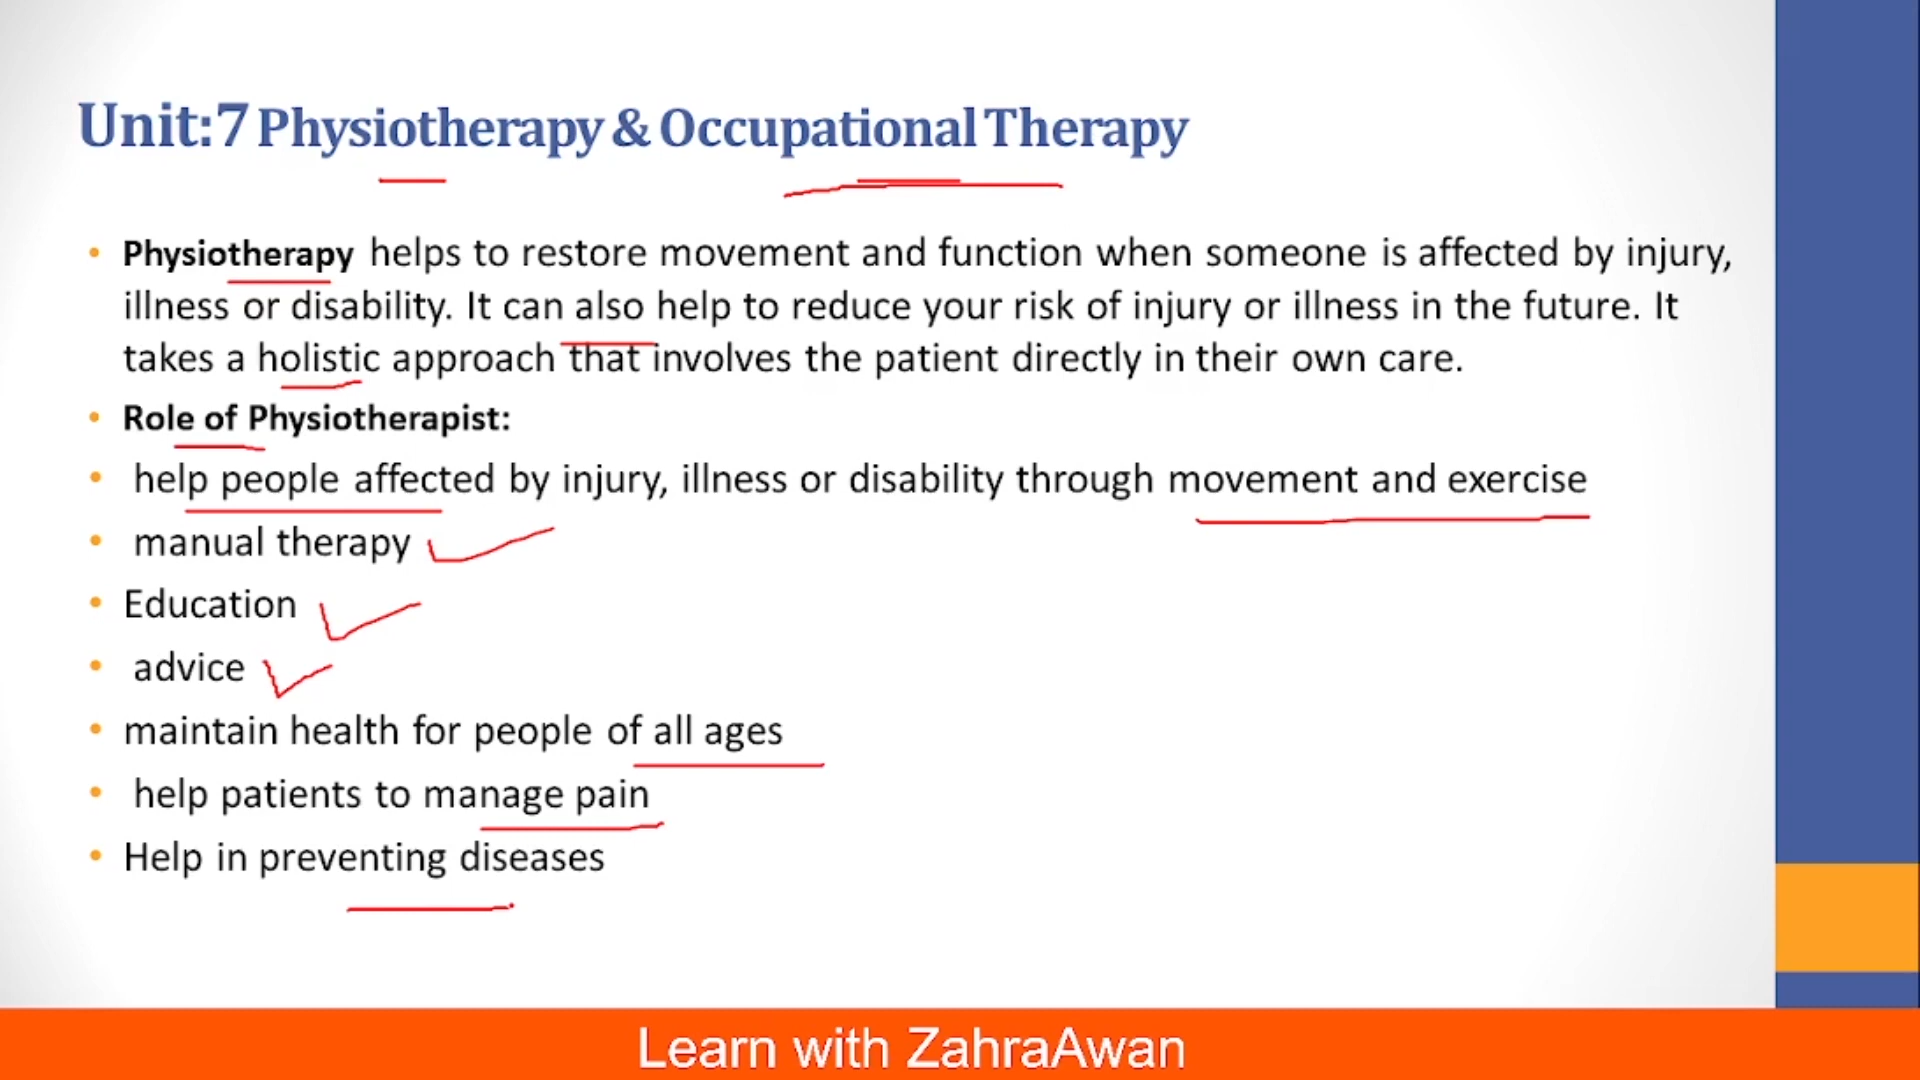 Unit:7 Physiotherapy & Occupational Therapy
• Physiotherapy helps to restore movement and function when someone is affected by injury,
illness or disability. It can also help to reduce your risk of injury or illness in the future. It
takes a holistic approach that involves the patient directly in their own care.
• Role of Physiotherapist:
• help people affected by injury, illness or disability through movement and exercise
• manual therapy
• Education
• advice
• maintain health for people of all ages
• help patients to manage pain
• Help in preventing diseases
Learn with ZahraAwan